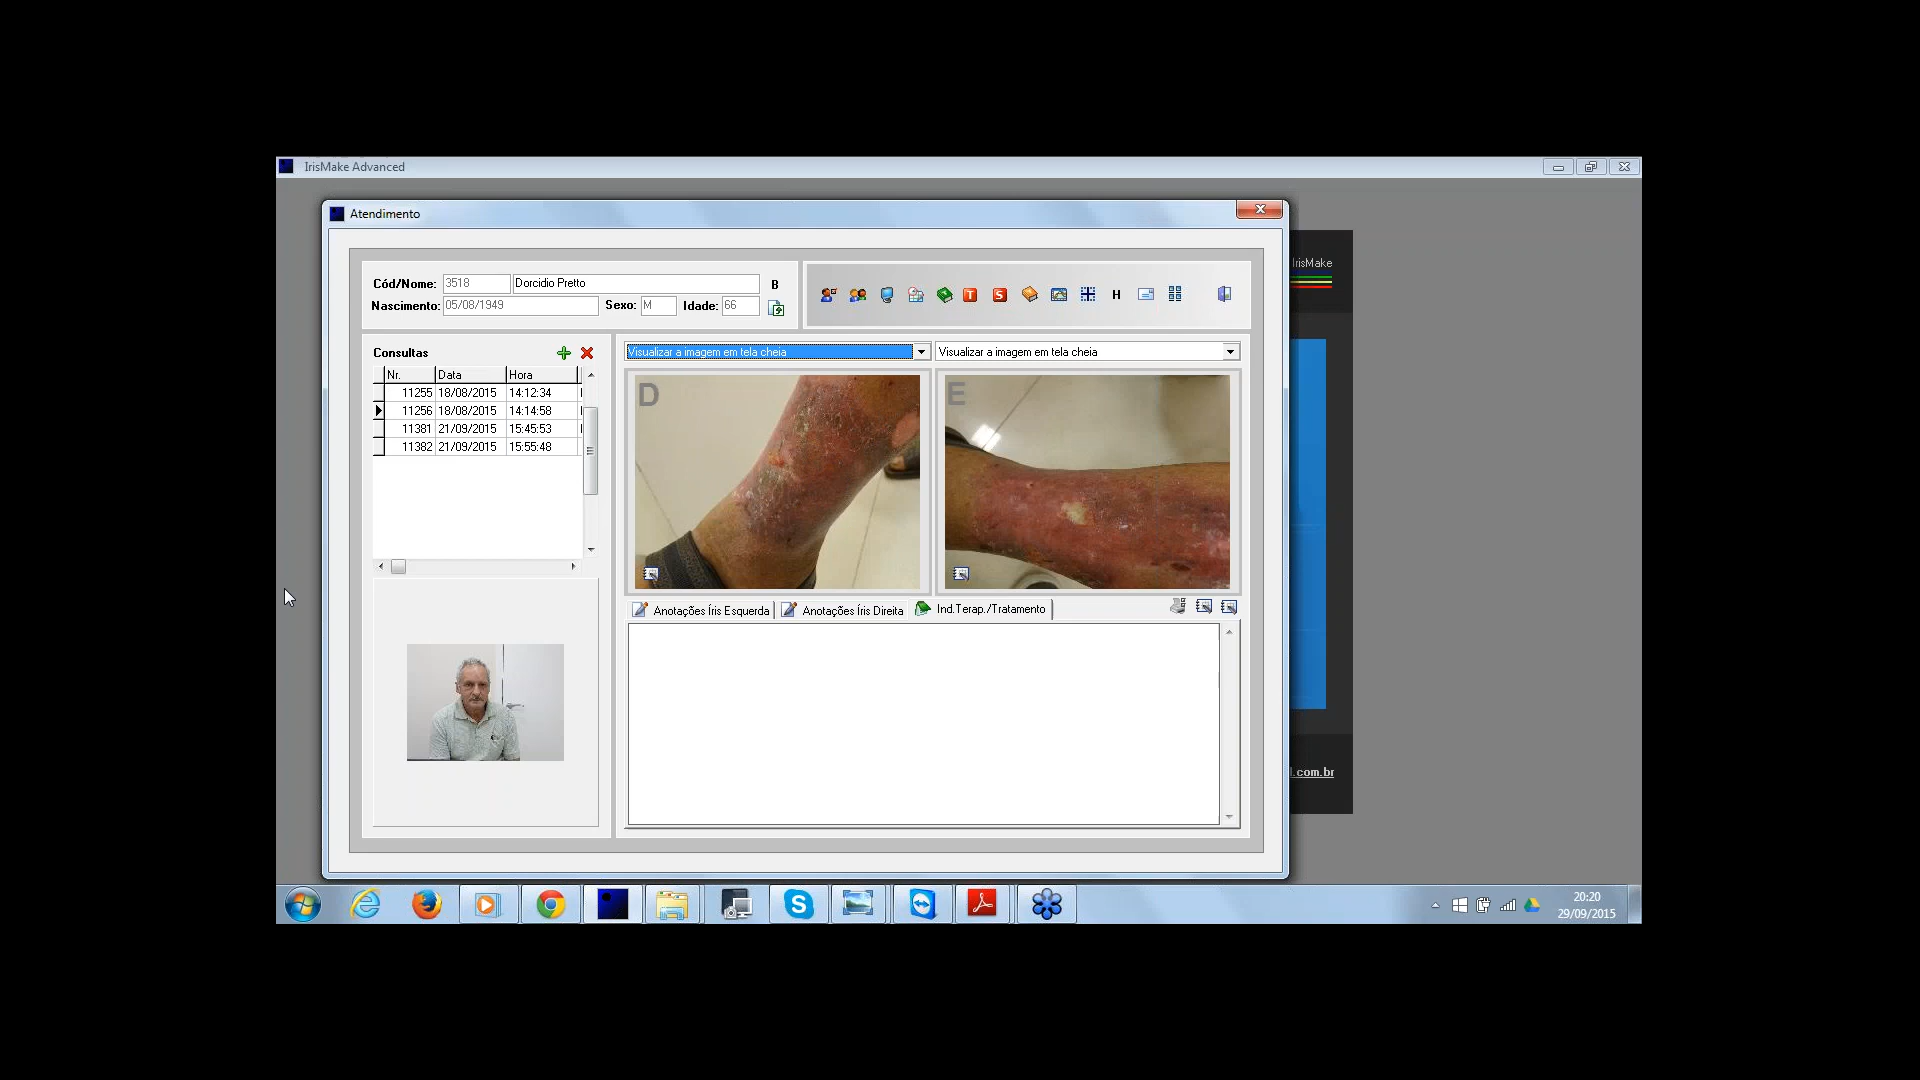 IrisMake Advanced
Atendimento
IrisMake
Cód/Nome: 3518 Dorcidio Pretto B
Nascimento: 05/08/1949 Sexo: M Idade: 66
T S H
Consultas
Visualizar a imagem em tela cheia
Visualizar a imagem em tela cheia
Nr. Data Hora
11255 18/08/2015 14:12:34
11256 18/08/2015 14:14:58
11381 21/09/2015 15:45:53
11382 21/09/2015 15:55:48
D
E
Anotações Íris Esquerda
Anotações Íris Direita
Ind.Terap./Tratamento
l.com.br
20:20
29/09/2015